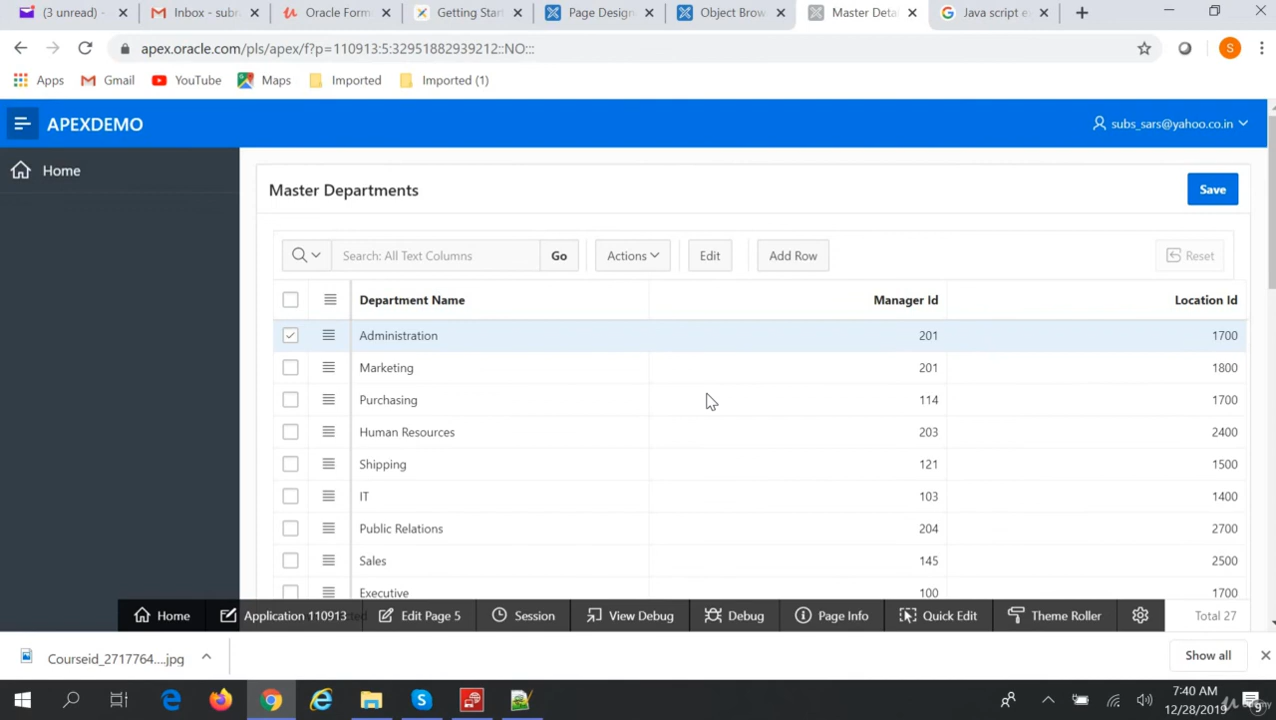 (3 unread) -
Inbox - subra
Oracle Form
Getting Star
Page Design
Object Brow
Master Deta
Java script e
apex.oracle.com/pls/apex/f?p=110913:5:32951882939212::NO:::
S
Apps
Gmail
YouTube
Maps
Imported
Imported (1)
APEXDEMO
subs_sars@yahoo.co.in
Home
Master Departments
Save
Search: All Text Columns
Go
Actions
Edit
Add Row
Reset
Department Name Manager Id Location Id
Administration 201 1700
Marketing 201 1800
Purchasing 114 1700
Human Resources 203 2400
Shipping 121 1500
IT 103 1400
Public Relations 204 2700
Sales 145 2500
Executive 100 1700
Home
Application 110913
Edit Page 5
Session
View Debug
Debug
Page Info
Quick Edit
Theme Roller
Total 27
Courseid_2717764....jpg
Show all
7:40 AM
12/28/2019